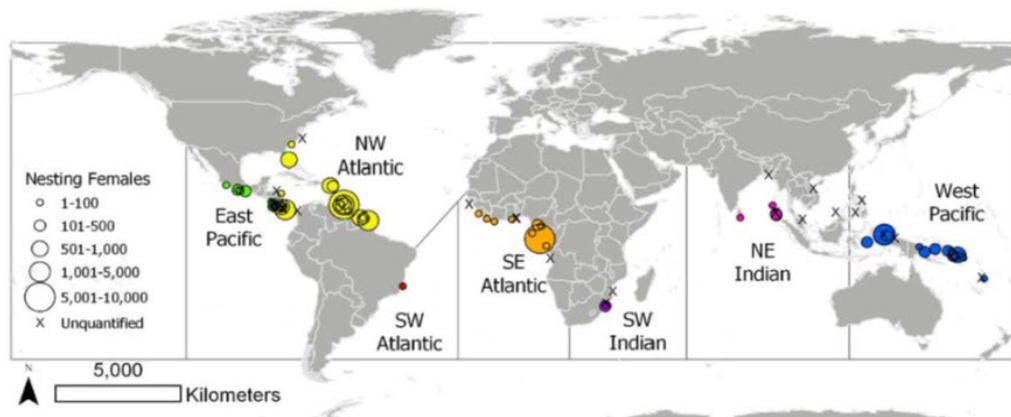 NW
Atlantic
Nesting Females
1-100
101-500
501-1,000
1,001-5,000
5,001-10,000
X Unquantified
East
Pacific
SW
Atlantic
SE
Atlantic
SW
Indian
NE
Indian
West
Pacific
N
5,000
Kilometers